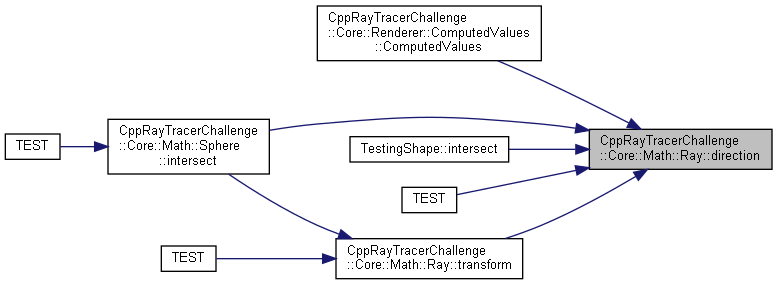 CppRayTracerChallenge
::Core::Renderer::ComputedValues
::ComputedValues
CppRayTracerChallenge
::Core::Math::Sphere
::intersect
TEST
TestingShape::intersect
CppRayTracerChallenge
::Core::Math::Ray::direction
TEST
TEST
CppRayTracerChallenge
::Core::Math::Ray::transform